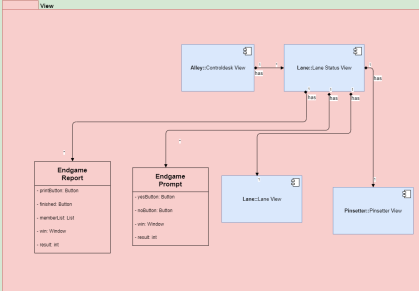 View
Alley::Controldesk View
Lane::Lane Status View
has
has
has
has
has
Endgame
Report
- printButton: Button
- finished: Button
- memberList: List
- win: Window
- result: int
Endgame
Prompt
- yesButton: Button
- noButton: Button
- win: Window
- result: int
Lane::Lane View
Pinsetter::Pinsetter View